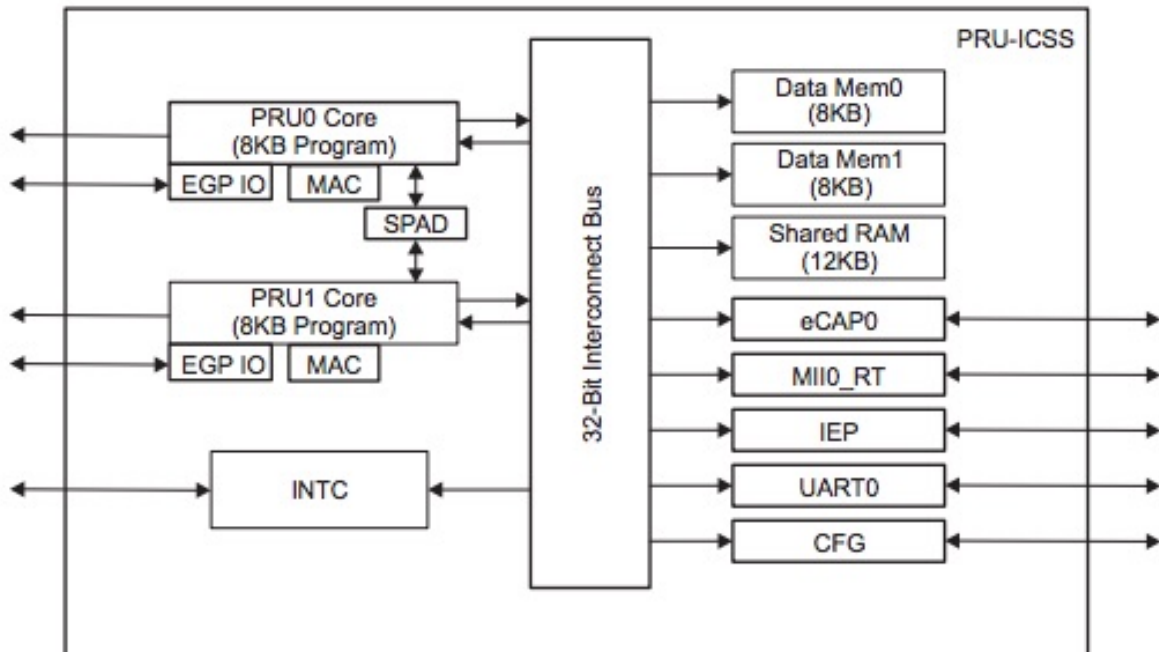 PRU-ICSS
PRU0 Core
(8KB Program)
EGP IO
MAC
SPAD
PRU1 Core
(8KB Program)
EGP IO
MAC
INTC
32-Bit Interconnect Bus
Data Mem0
(8KB)
Data Mem1
(8KB)
Shared RAM
(12KB)
eCAP0
MII0_RT
IEP
UART0
CFG